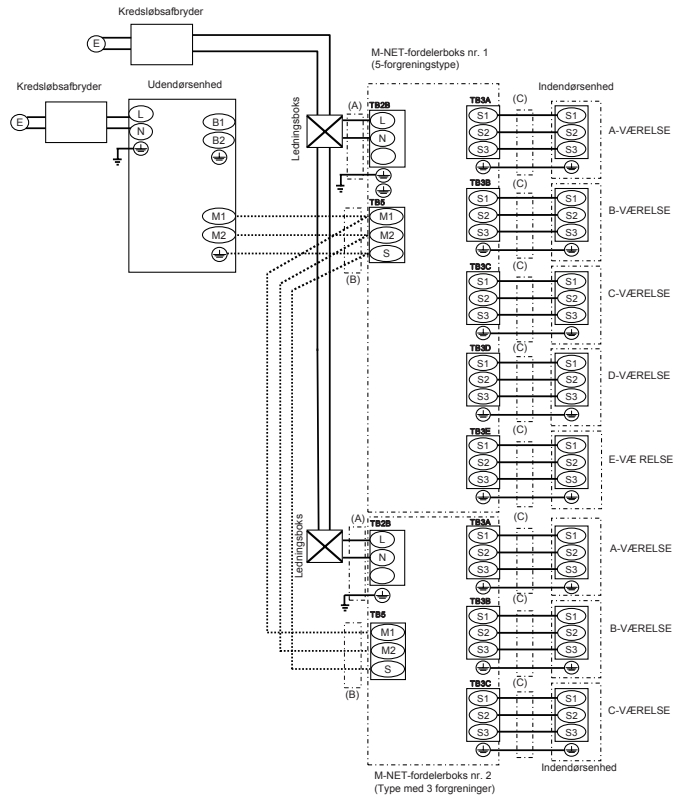 Kredsløbsafbryder
E
M-NET-fordelerboks nr. 1
(5-forgreningstype)
Kredsløbsafbryder
Udendørsenhed
Indendørsenhed
E
L
N
B1
B2
M1
M2
Ledningsboks
(A)
TB2B
L
N
TB5
M1
M2
S
(B)
TB3A
(C)
S1
S1
S2
S2
S3
S3
A-VÆRELSE
TB3B
(C)
S1
S1
S2
S2
S3
S3
B-VÆRELSE
TB3C
(C)
S1
S1
S2
S2
S3
S3
C-VÆRELSE
TB3D
(C)
S1
S1
S2
S2
S3
S3
D-VÆRELSE
TB3E
(C)
S1
S1
S2
S2
S3
S3
E-VÆ RELSE
Ledningsboks
(A)
TB2B
L
N
TB5
M1
M2
S
(B)
TB3A
(C)
S1
S1
S2
S2
S3
S3
A-VÆRELSE
TB3B
(C)
S1
S1
S2
S2
S3
S3
B-VÆRELSE
TB3C
(C)
S1
S1
S2
S2
S3
S3
C-VÆRELSE
Indendørsenhed
M-NET-fordelerboks nr. 2
(Type med 3 forgreninger)